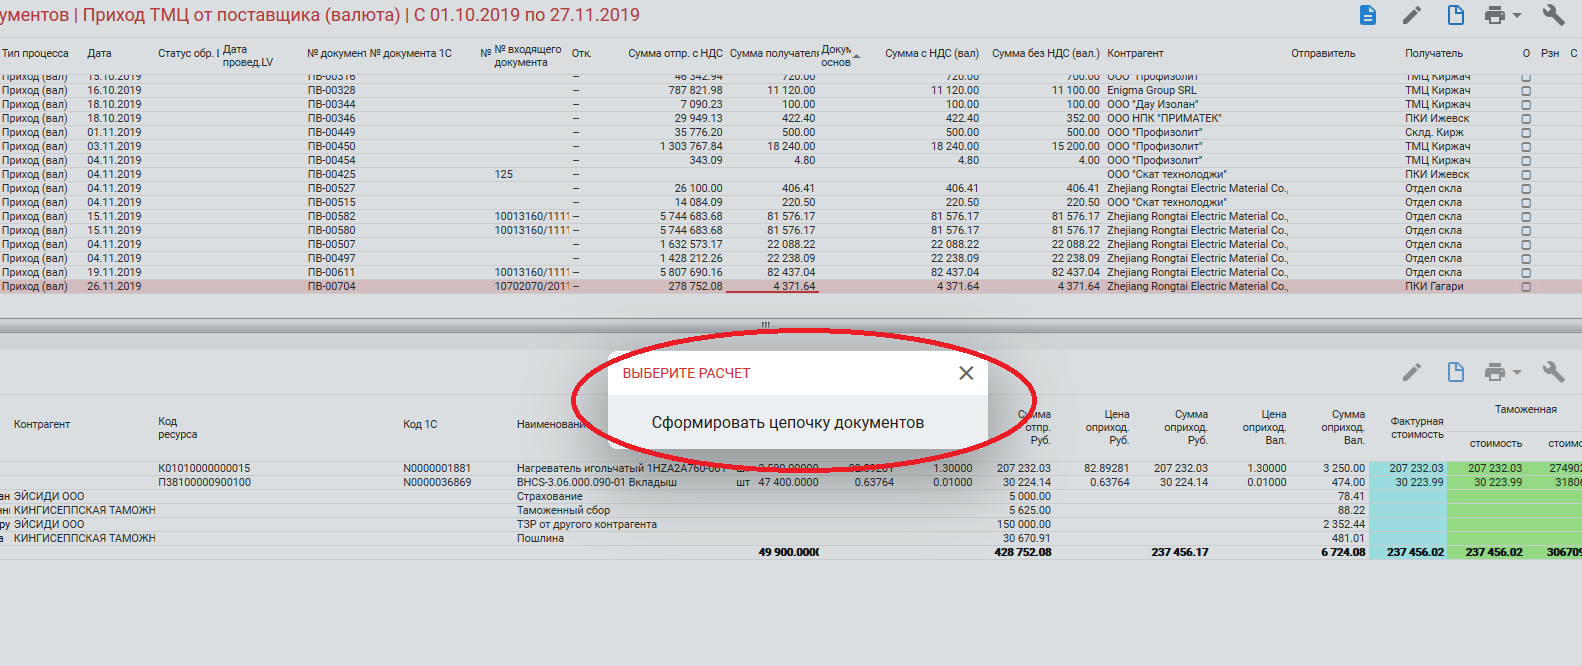 ументов | Приход ТМЦ от поставщика (валюта) | С 01.10.2019 по 27.11.2019
Тип процесса Дата Статус обр. Дата провед.LV № документ № документа 1С № № входящего документа Отк. Сумма отпр. с НДС Сумма получател Докум основ Сумма с НДС (вал) Сумма без НДС (вал.) Контрагент Отправитель Получатель О Рзн С
Приход (вал) 15.10.2019 ПВ-00316 -- 46 342.94 720.00 720.00 700.00 ООО "Профизолит" ТМЦ Киржач
Приход (вал) 16.10.2019 ПВ-00328 -- 787 821.98 11 120.00 11 120.00 11 100.00 Enigma Group SRL ТМЦ Киржач
Приход (вал) 18.10.2019 ПВ-00344 -- 7 090.23 100.00 100.00 100.00 ООО "Дау Изолан" ТМЦ Киржач
Приход (вал) 18.10.2019 ПВ-00346 -- 29 949.13 422.40 422.40 352.00 ООО НПК "ПРИМАТЕК" ПКИ Ижевск
Приход (вал) 01.11.2019 ПВ-00449 -- 35 776.20 500.00 500.00 500.00 ООО "Профизолит" Склд. Кирж
Приход (вал) 03.11.2019 ПВ-00450 -- 1 303 767.84 18 240.00 18 240.00 15 200.00 ООО "Профизолит" ТМЦ Киржач
Приход (вал) 04.11.2019 ПВ-00454 -- 343.09 4.80 4.80 4.00 ООО "Профизолит" ТМЦ Киржач
Приход (вал) 04.11.2019 ПВ-00425 125 -- ООО "Скат технолоджи" ПКИ Ижевск
Приход (вал) 04.11.2019 ПВ-00527 -- 26 100.00 406.41 406.41 406.41 Zhejiang Rongtai Electric Material Co., Отдел скла
Приход (вал) 04.11.2019 ПВ-00515 -- 14 084.09 220.50 220.50 220.50 ООО "Скат технолоджи" Отдел скла
Приход (вал) 15.11.2019 ПВ-00582 10013160/1111 -- 5 744 683.68 81 576.17 81 576.17 81 576.17 Zhejiang Rongtai Electric Material Co., Отдел скла
Приход (вал) 15.11.2019 ПВ-00580 10013160/1111 -- 5 744 683.68 81 576.17 81 576.17 81 576.17 Zhejiang Rongtai Electric Material Co., Отдел скла
Приход (вал) 04.11.2019 ПВ-00507 -- 1 632 573.17 22 088.22 22 088.22 22 088.22 Zhejiang Rongtai Electric Material Co., Отдел скла
Приход (вал) 04.11.2019 ПВ-00497 -- 1 428 212.26 22 238.09 22 238.09 22 238.09 Zhejiang Rongtai Electric Material Co., Отдел скла
Приход (вал) 19.11.2019 ПВ-00611 10013160/1111 -- 5 807 690.16 82 437.04 82 437.04 82 437.04 Zhejiang Rongtai Electric Material Co., Отдел скла
Приход (вал) 26.11.2019 ПВ-00704 10702070/2011 -- 278 752.08 4 371.64 4 371.64 4 371.64 Zhejiang Rongtai Electric Material Co., ПКИ Гагари
ВЫБЕРИТЕ РАСЧЕТ
Сформировать цепочку документов
Контрагент Код ресурса Код 1С Наименовани Сумма отпр. Руб. Цена оприход. Руб. Сумма оприход. Руб. Цена оприход. Вал. Сумма оприход. Вал. Фактурная стоимость Таможенная
стоимость стоимо
К01010000000015 N0000001881 Нагреватель игольчатый 1HZA2A760-001 шт 82.89281 1.30000 207 232.03 82.89281 207 232.03 1.30000 3 250.00 207 232.03 207 232.03 274902
П38100000900100 N0000036869 BHCS-3.06.000.090-01 Вкладыш шт 47 400.0000 0.63764 0.01000 30 224.14 0.63764 30 224.14 0.01000 474.00 30 223.99 30 223.99 31806
ан ЭЙСИДИ ООО Страхование 5 000.00 78.41
нн КИНГИСЕППСКАЯ ТАМОЖН Таможенный сбор 5 625.00 88.22
ру ЭЙСИДИ ООО ТЗР от другого контрагента 150 000.00 2 352.44
а КИНГИСЕППСКАЯ ТАМОЖН Пошлина 30 670.91 481.01
49 900.0000 428 752.08 237 456.17 6 724.08 237 456.02 237 456.02 306709